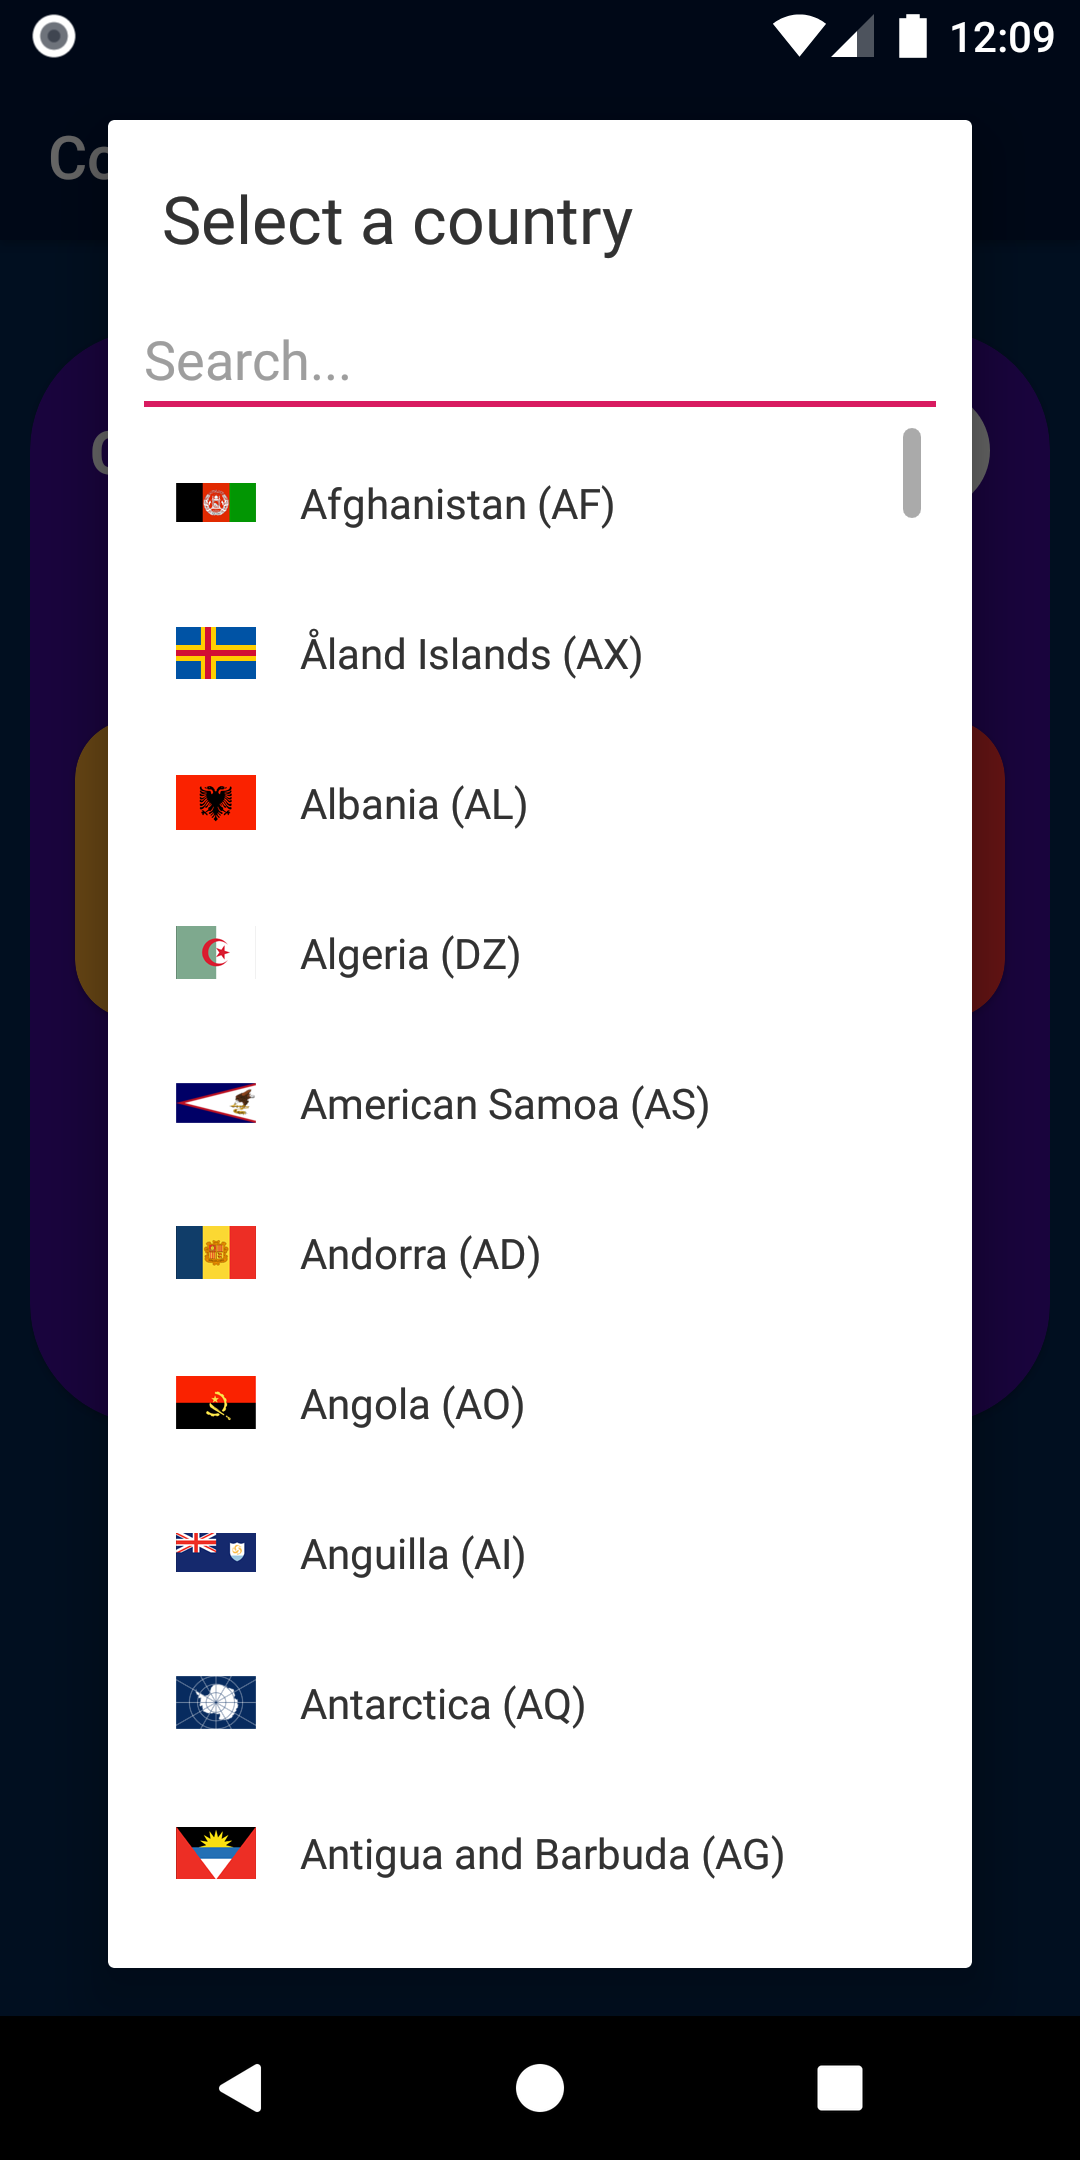 12:09
Co
Select a country
Search...
Afghanistan (AF)
Åland Islands (AX)
Albania (AL)
Algeria (DZ)
American Samoa (AS)
Andorra (AD)
Angola (AO)
Anguilla (AI)
Antarctica (AQ)
Antigua and Barbuda (AG)